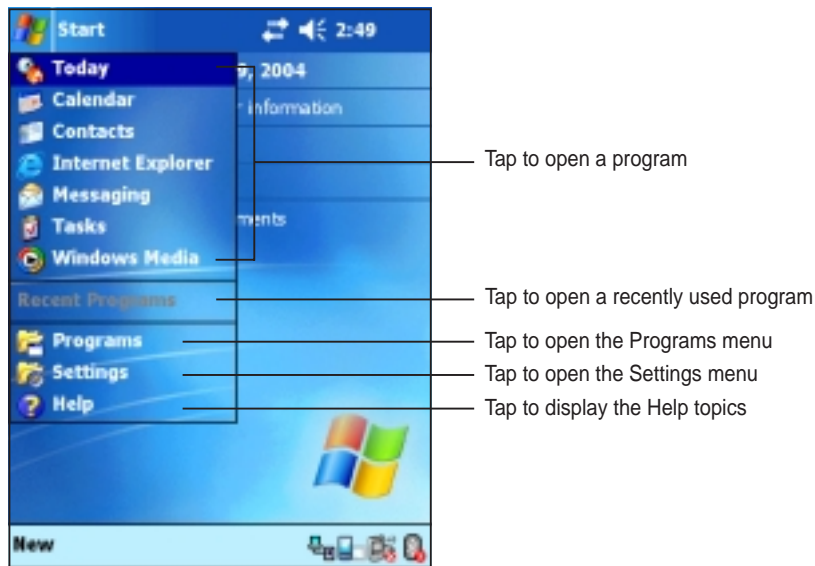 Start 2:49
Today
9, 2004
Calendar
information
Contacts
Internet Explorer
Messaging
Tasks
ments
Windows Media
Recent Programs
Programs
Settings
Help
New
Tap to open a program
Tap to open a recently used program
Tap to open the Programs menu
Tap to open the Settings menu
Tap to display the Help topics